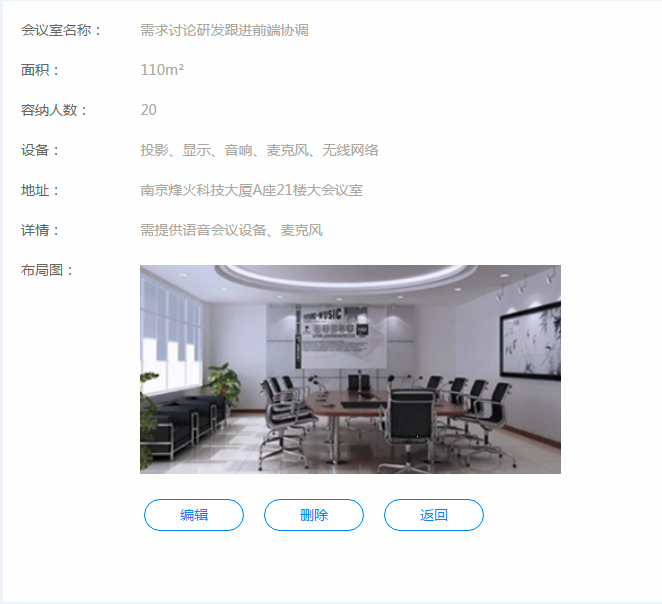 会议室名称： 需求讨论研发跟进前端协调
面积： 110m²
容纳人数： 20
设备： 投影、显示、音响、麦克风、无线网络
地址： 南京烽火科技大厦A座21楼大会议室
详情： 需提供语音会议设备、麦克风
布局图：
编辑 删除 返回